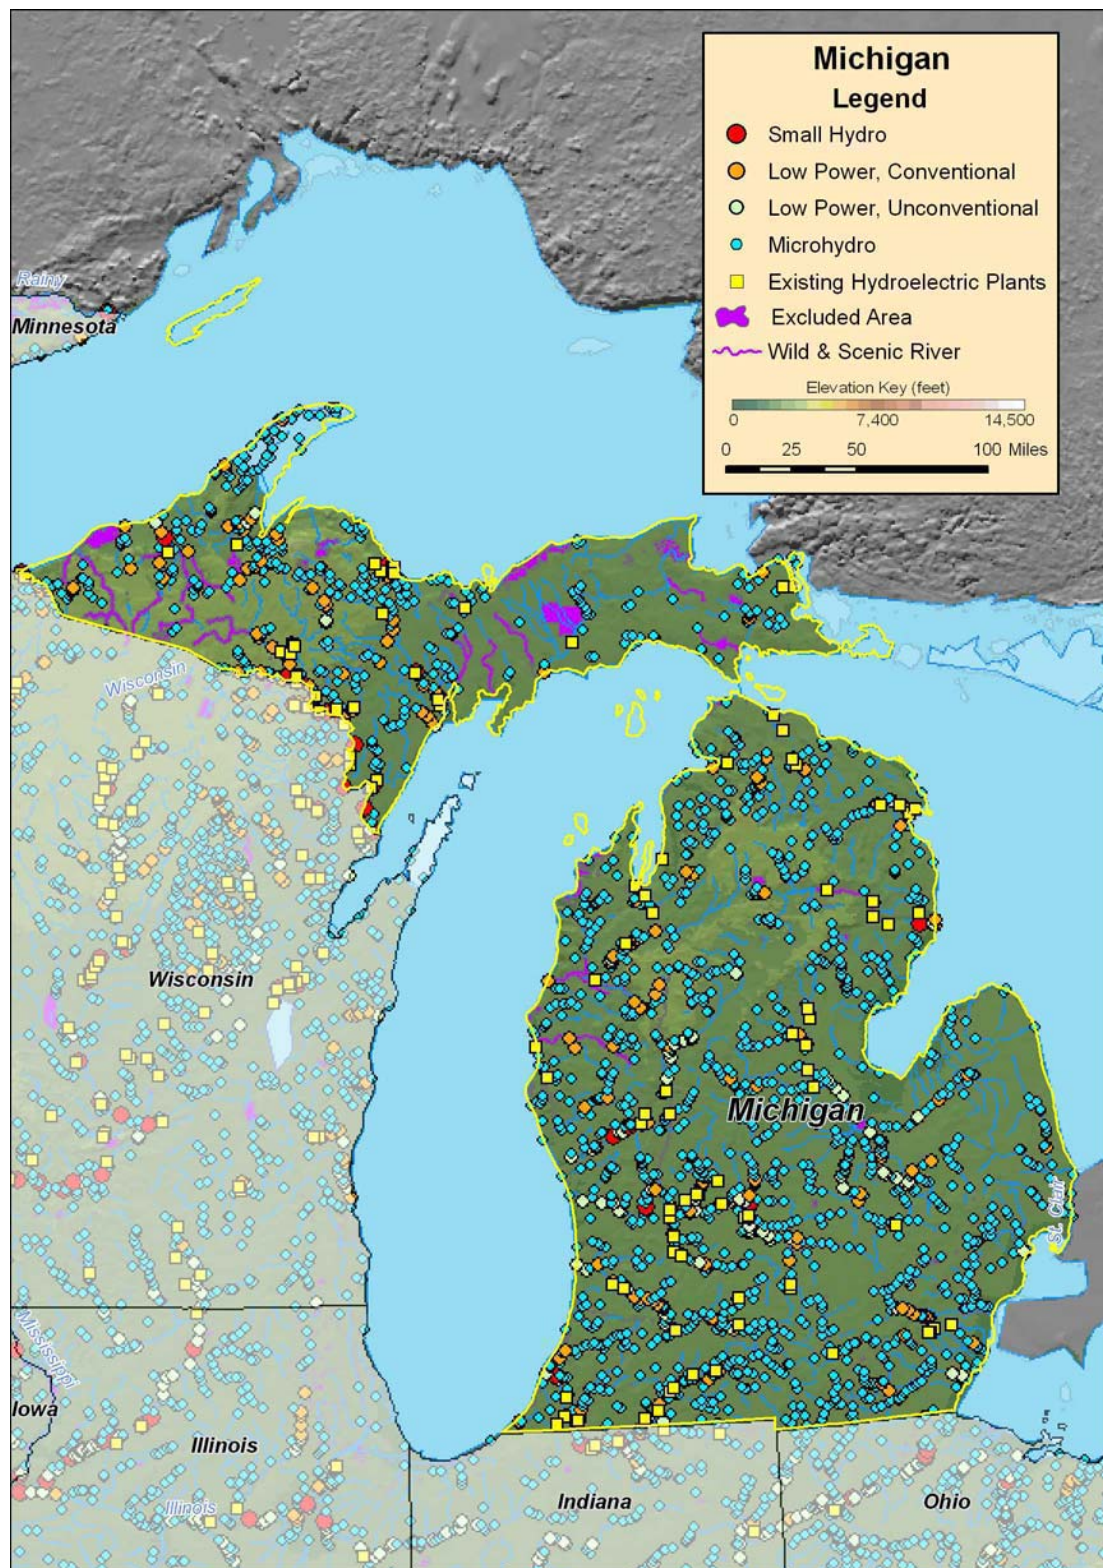 Michigan
Legend
Small Hydro
Low Power, Conventional
Low Power, Unconventional
Microhydro
Existing Hydroelectric Plants
Excluded Area
Wild & Scenic River
Elevation Key (feet)
0 7,400 14,500
0 25 50 100 Miles
Rainy
Minnesota
Wisconsin
Wisconsin
Michigan
St. Clair
Mississippi
Iowa
Illinois
Illinois
Indiana
Ohio